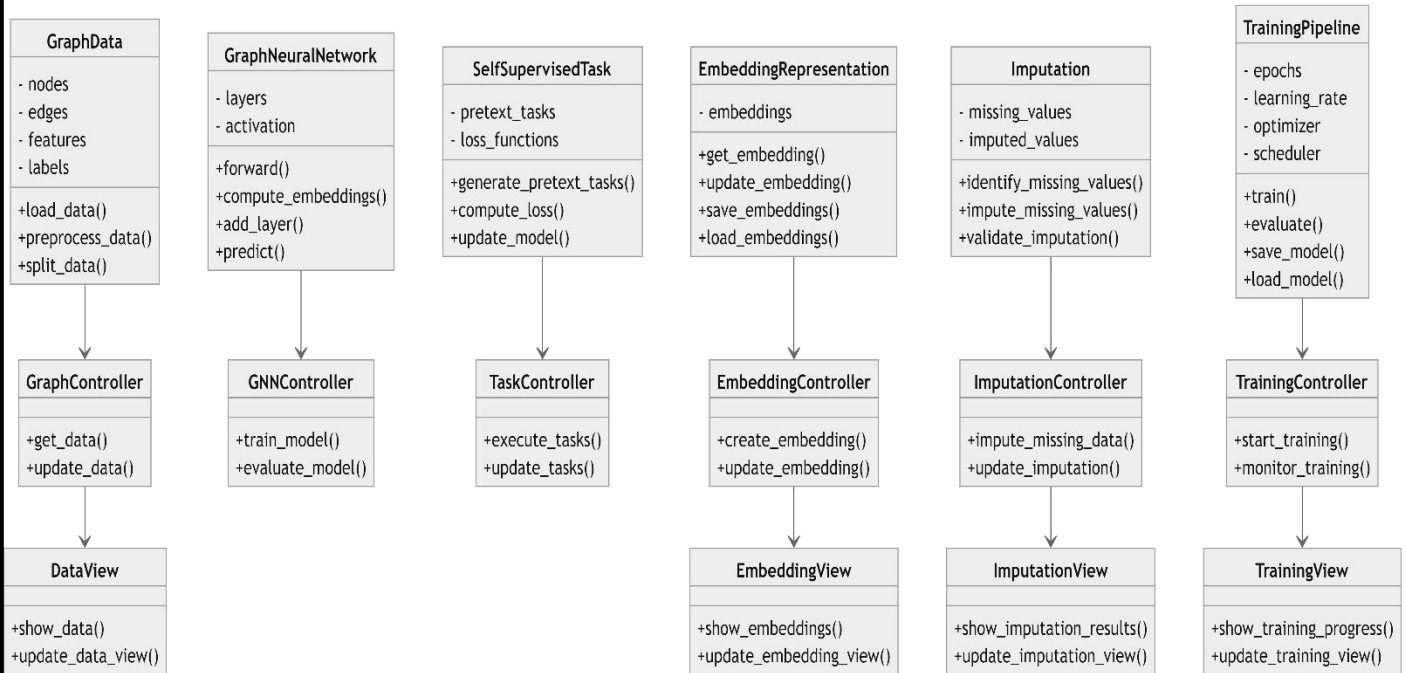 GraphData
- nodes
- edges
- features
- labels
+load_data()
+preprocess_data()
+split_data()
GraphNeuralNetwork
- layers
- activation
+forward()
+compute_embeddings()
+add_layer()
+predict()
SelfSupervisedTask
- pretext_tasks
- loss_functions
+generate_pretext_tasks()
+compute_loss()
+update_model()
EmbeddingRepresentation
- embeddings
+get_embedding()
+update_embedding()
+save_embeddings()
+load_embeddings()
Imputation
- missing_values
- imputed_values
+identify_missing_values()
+impute_missing_values()
+validate_imputation()
TrainingPipeline
- epochs
- learning_rate
- optimizer
- scheduler
+train()
+evaluate()
+save_model()
+load_model()
GraphController
+get_data()
+update_data()
GNNController
+train_model()
+evaluate_model()
TaskController
+execute_tasks()
+update_tasks()
EmbeddingController
+create_embedding()
+update_embedding()
ImputationController
+impute_missing_data()
+update_imputation()
TrainingController
+start_training()
+monitor_training()
DataView
+show_data()
+update_data_view()
EmbeddingView
+show_embeddings()
+update_embedding_view()
ImputationView
+show_imputation_results()
+update_imputation_view()
TrainingView
+show_training_progress()
+update_training_view()